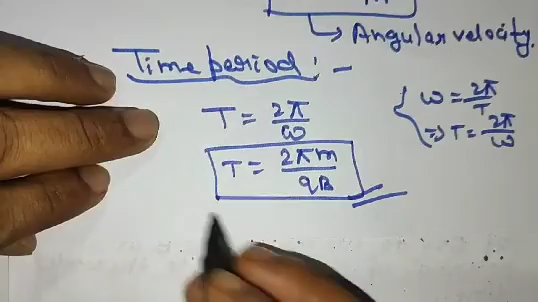 Angular velocity.
Time period : -
T = 2π/ω
ω = 2π/T
⇒ T = 2π/ω
T = 2πm/qB